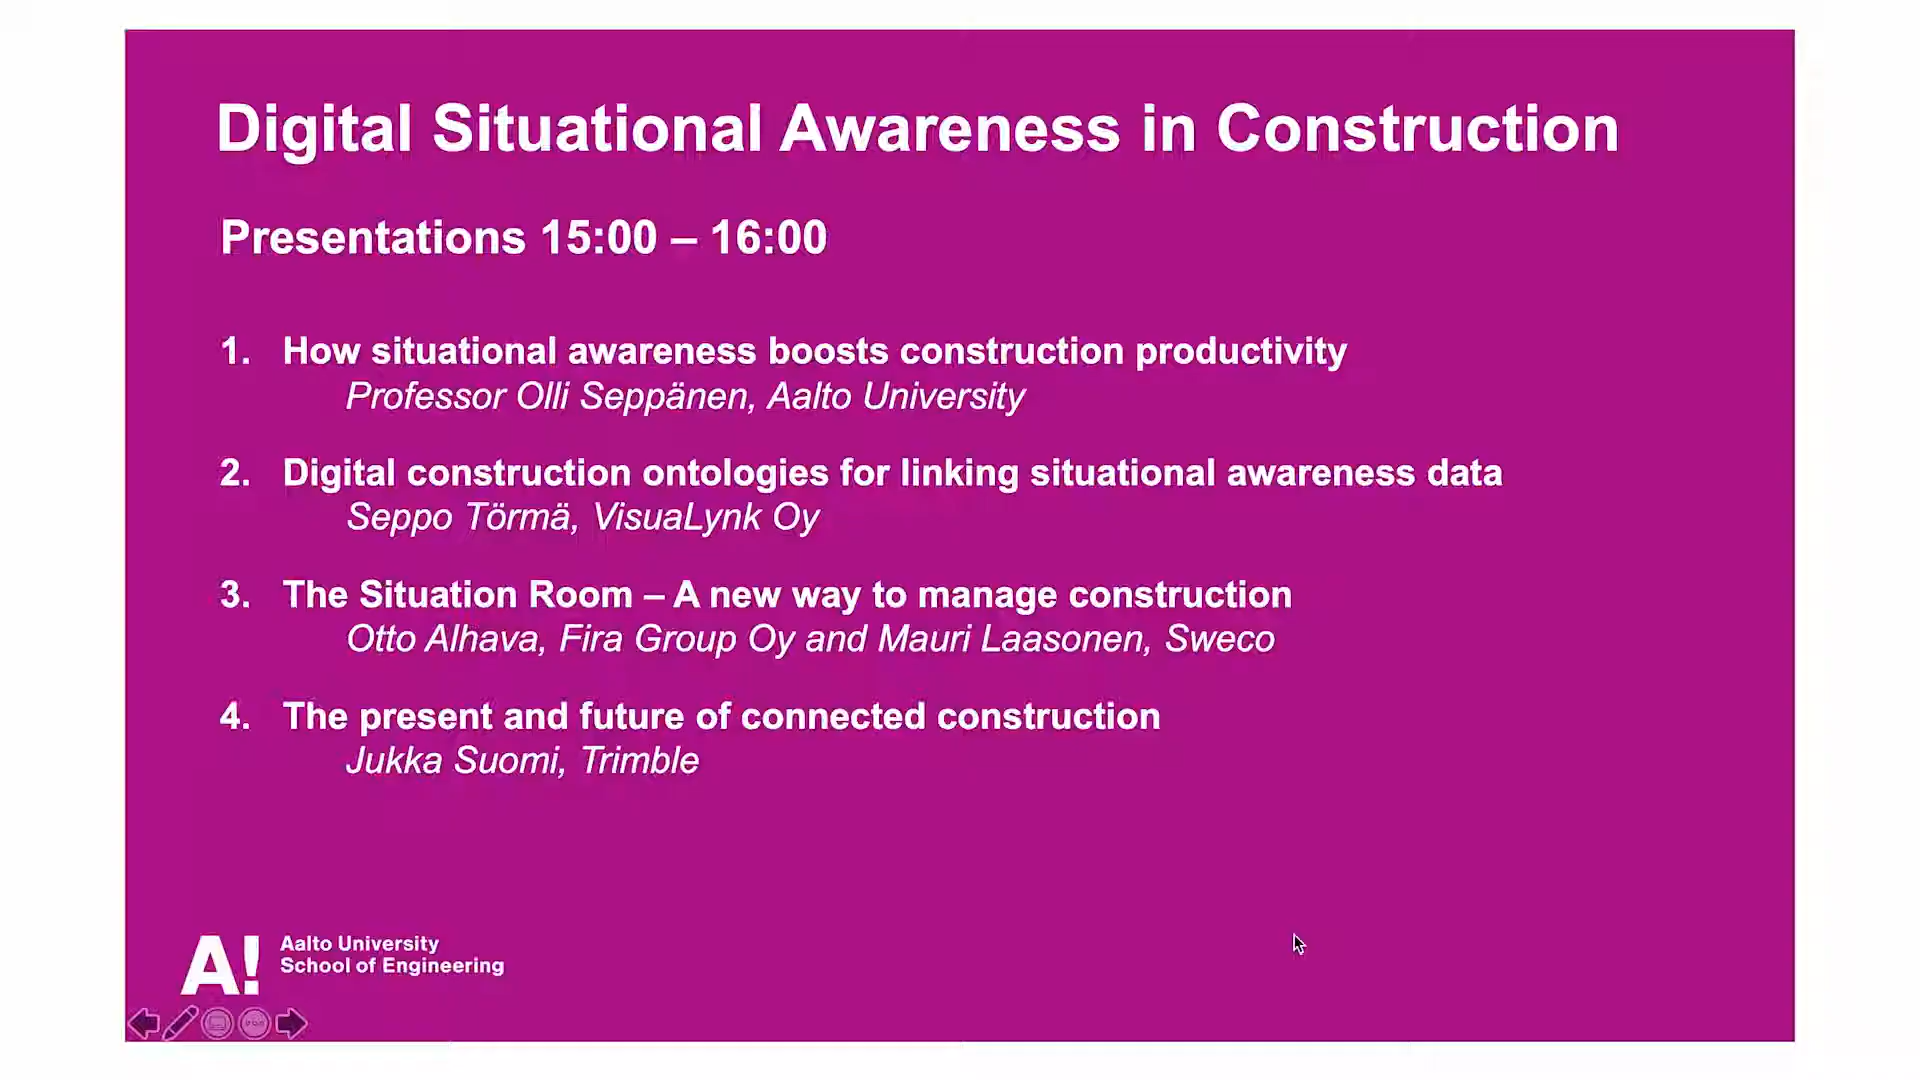 Digital Situational Awareness in Construction
Presentations 15:00 – 16:00
1. How situational awareness boosts construction productivity
Professor Olli Seppänen, Aalto University
2. Digital construction ontologies for linking situational awareness data
Seppo Törmä, VisuaLynk Oy
3. The Situation Room – A new way to manage construction
Otto Alhava, Fira Group Oy and Mauri Laasonen, Sweco
4. The present and future of connected construction
Jukka Suomi, Trimble
A!
Aalto University
School of Engineering